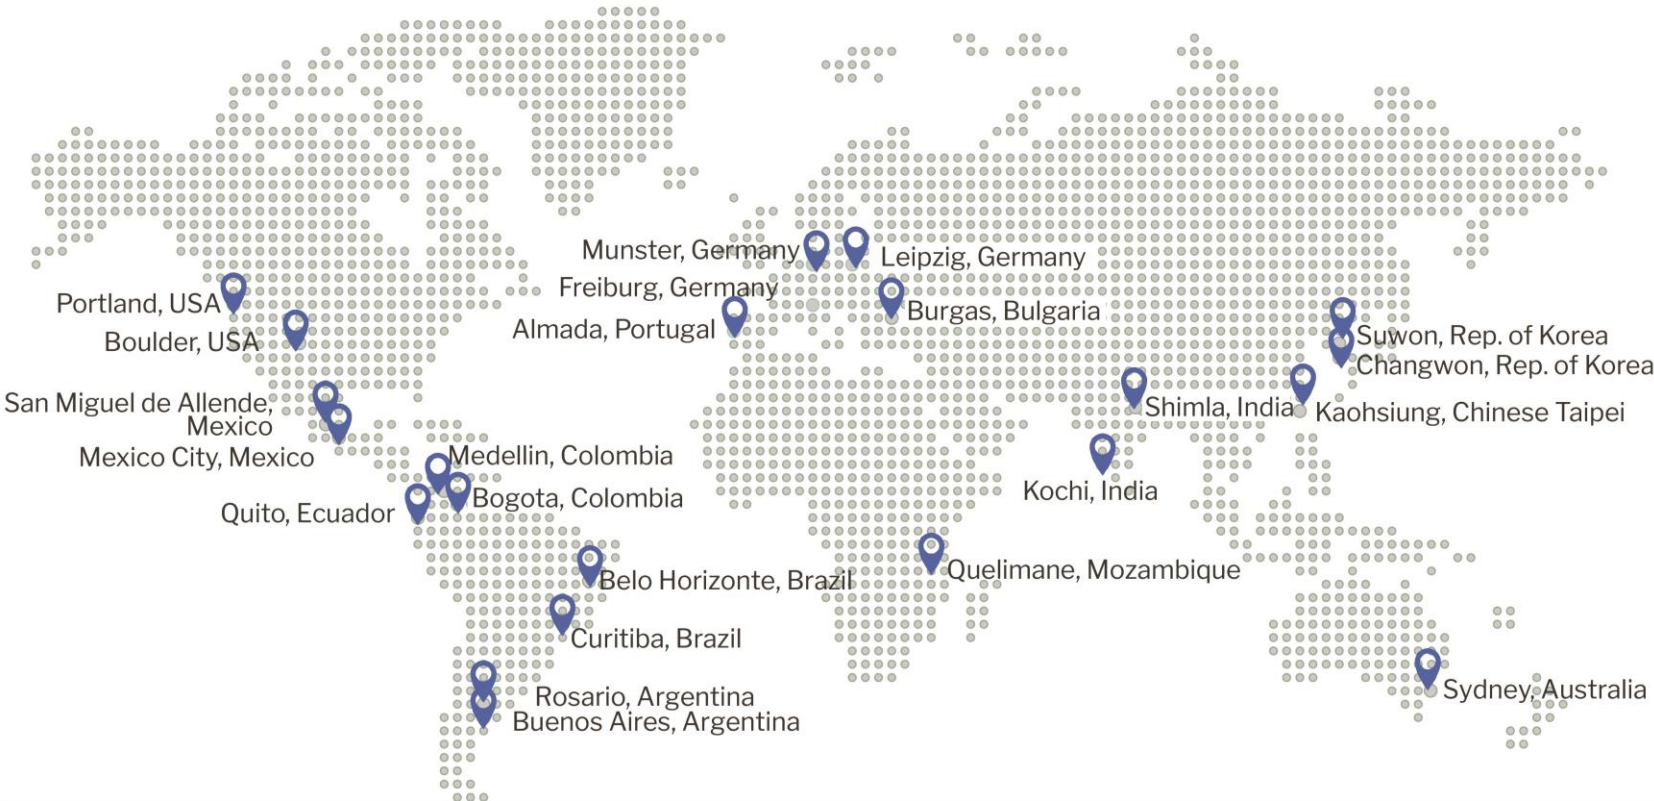 Munster, Germany
Leipzig, Germany
Freiburg, Germany
Portland, USA
Burgas, Bulgaria
Almada, Portugal
Boulder, USA
Suwon, Rep. of Korea
Changwon, Rep. of Korea
San Miguel de Allende,
Mexico
Shimla, India
Kaohsiung, Chinese Taipei
Mexico City, Mexico
Medellin, Colombia
Kochi, India
Bogota, Colombia
Quito, Ecuador
Quelimane, Mozambique
Belo Horizonte, Brazil
Curitiba, Brazil
Sydney, Australia
Rosario, Argentina
Buenos Aires, Argentina